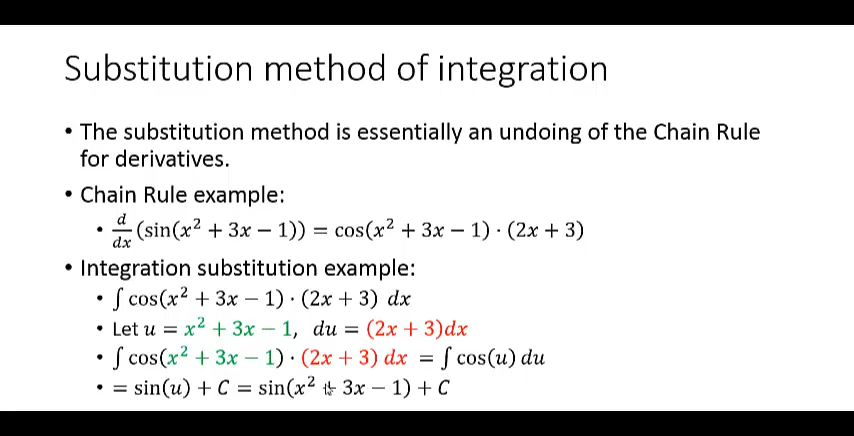 Substitution method of integration
• The substitution method is essentially an undoing of the Chain Rule
for derivatives.
• Chain Rule example:
• d/dx (sin(x² + 3x − 1)) = cos(x² + 3x − 1) · (2x + 3)
• Integration substitution example:
• ∫ cos(x² + 3x − 1) · (2x + 3) dx
• Let u = x² + 3x − 1, du = (2x + 3)dx
• ∫ cos(x² + 3x − 1) · (2x + 3) dx = ∫ cos(u) du
• = sin(u) + C = sin(x² + 3x − 1) + C